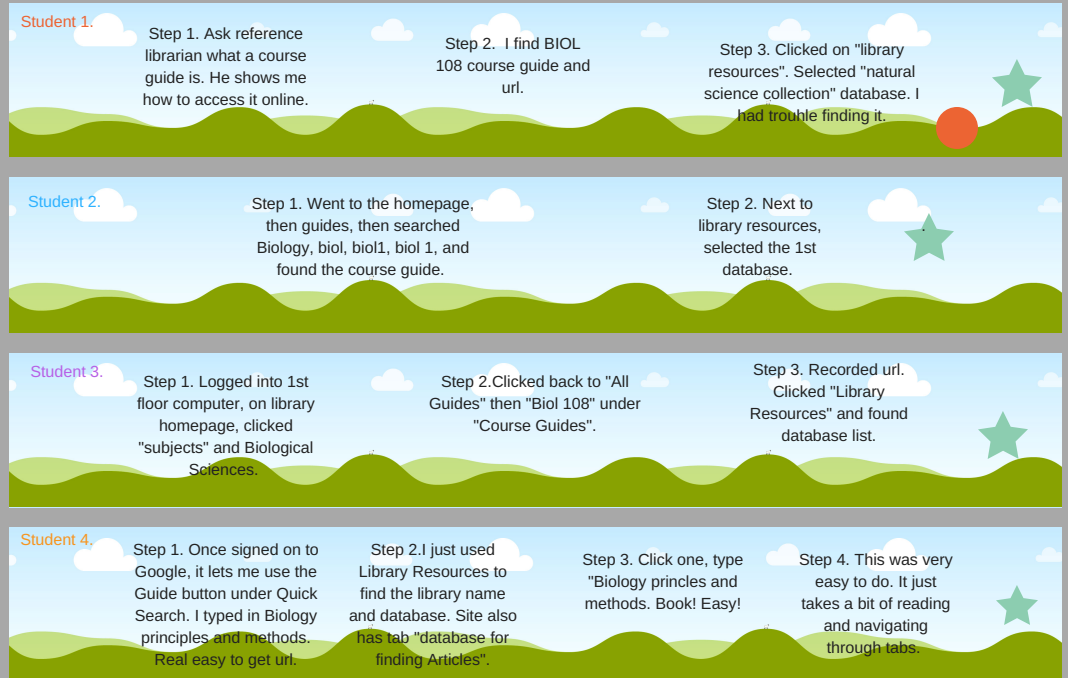 Student 1.
Step 1. Ask reference
librarian what a course
guide is. He shows me
how to access it online.
Step 2.  I find BIOL
108 course guide and
url.
Step 3. Clicked on "library
resources". Selected "natural
science collection" database. I
had trouhle finding it.
Student 2.
Step 1. Went to the homepage,
then guides, then searched
Biology, biol, biol1, biol 1, and
found the course guide.
Step 2. Next to
library resources,
selected the 1st
database.
.
Student 3.
Step 1. Logged into 1st
floor computer, on library
homepage, clicked
"subjects" and Biological
Sciences.
Step 2.Clicked back to "All
Guides" then "Biol 108" under
"Course Guides".
Step 3. Recorded url.
Clicked "Library
Resources" and found
database list.
Student 4.
Step 1. Once signed on to
Google, it lets me use the
Guide button under Quick
Search. I typed in Biology
principles and methods.
Real easy to get url.
Step 2.I just used
Library Resources to
find the library name
and database. Site also
has tab "database for
finding Articles".
Step 3. Click one, type
"Biology princles and
methods. Book! Easy!
Step 4. This was very
easy to do. It just
takes a bit of reading
and navigating
through tabs.